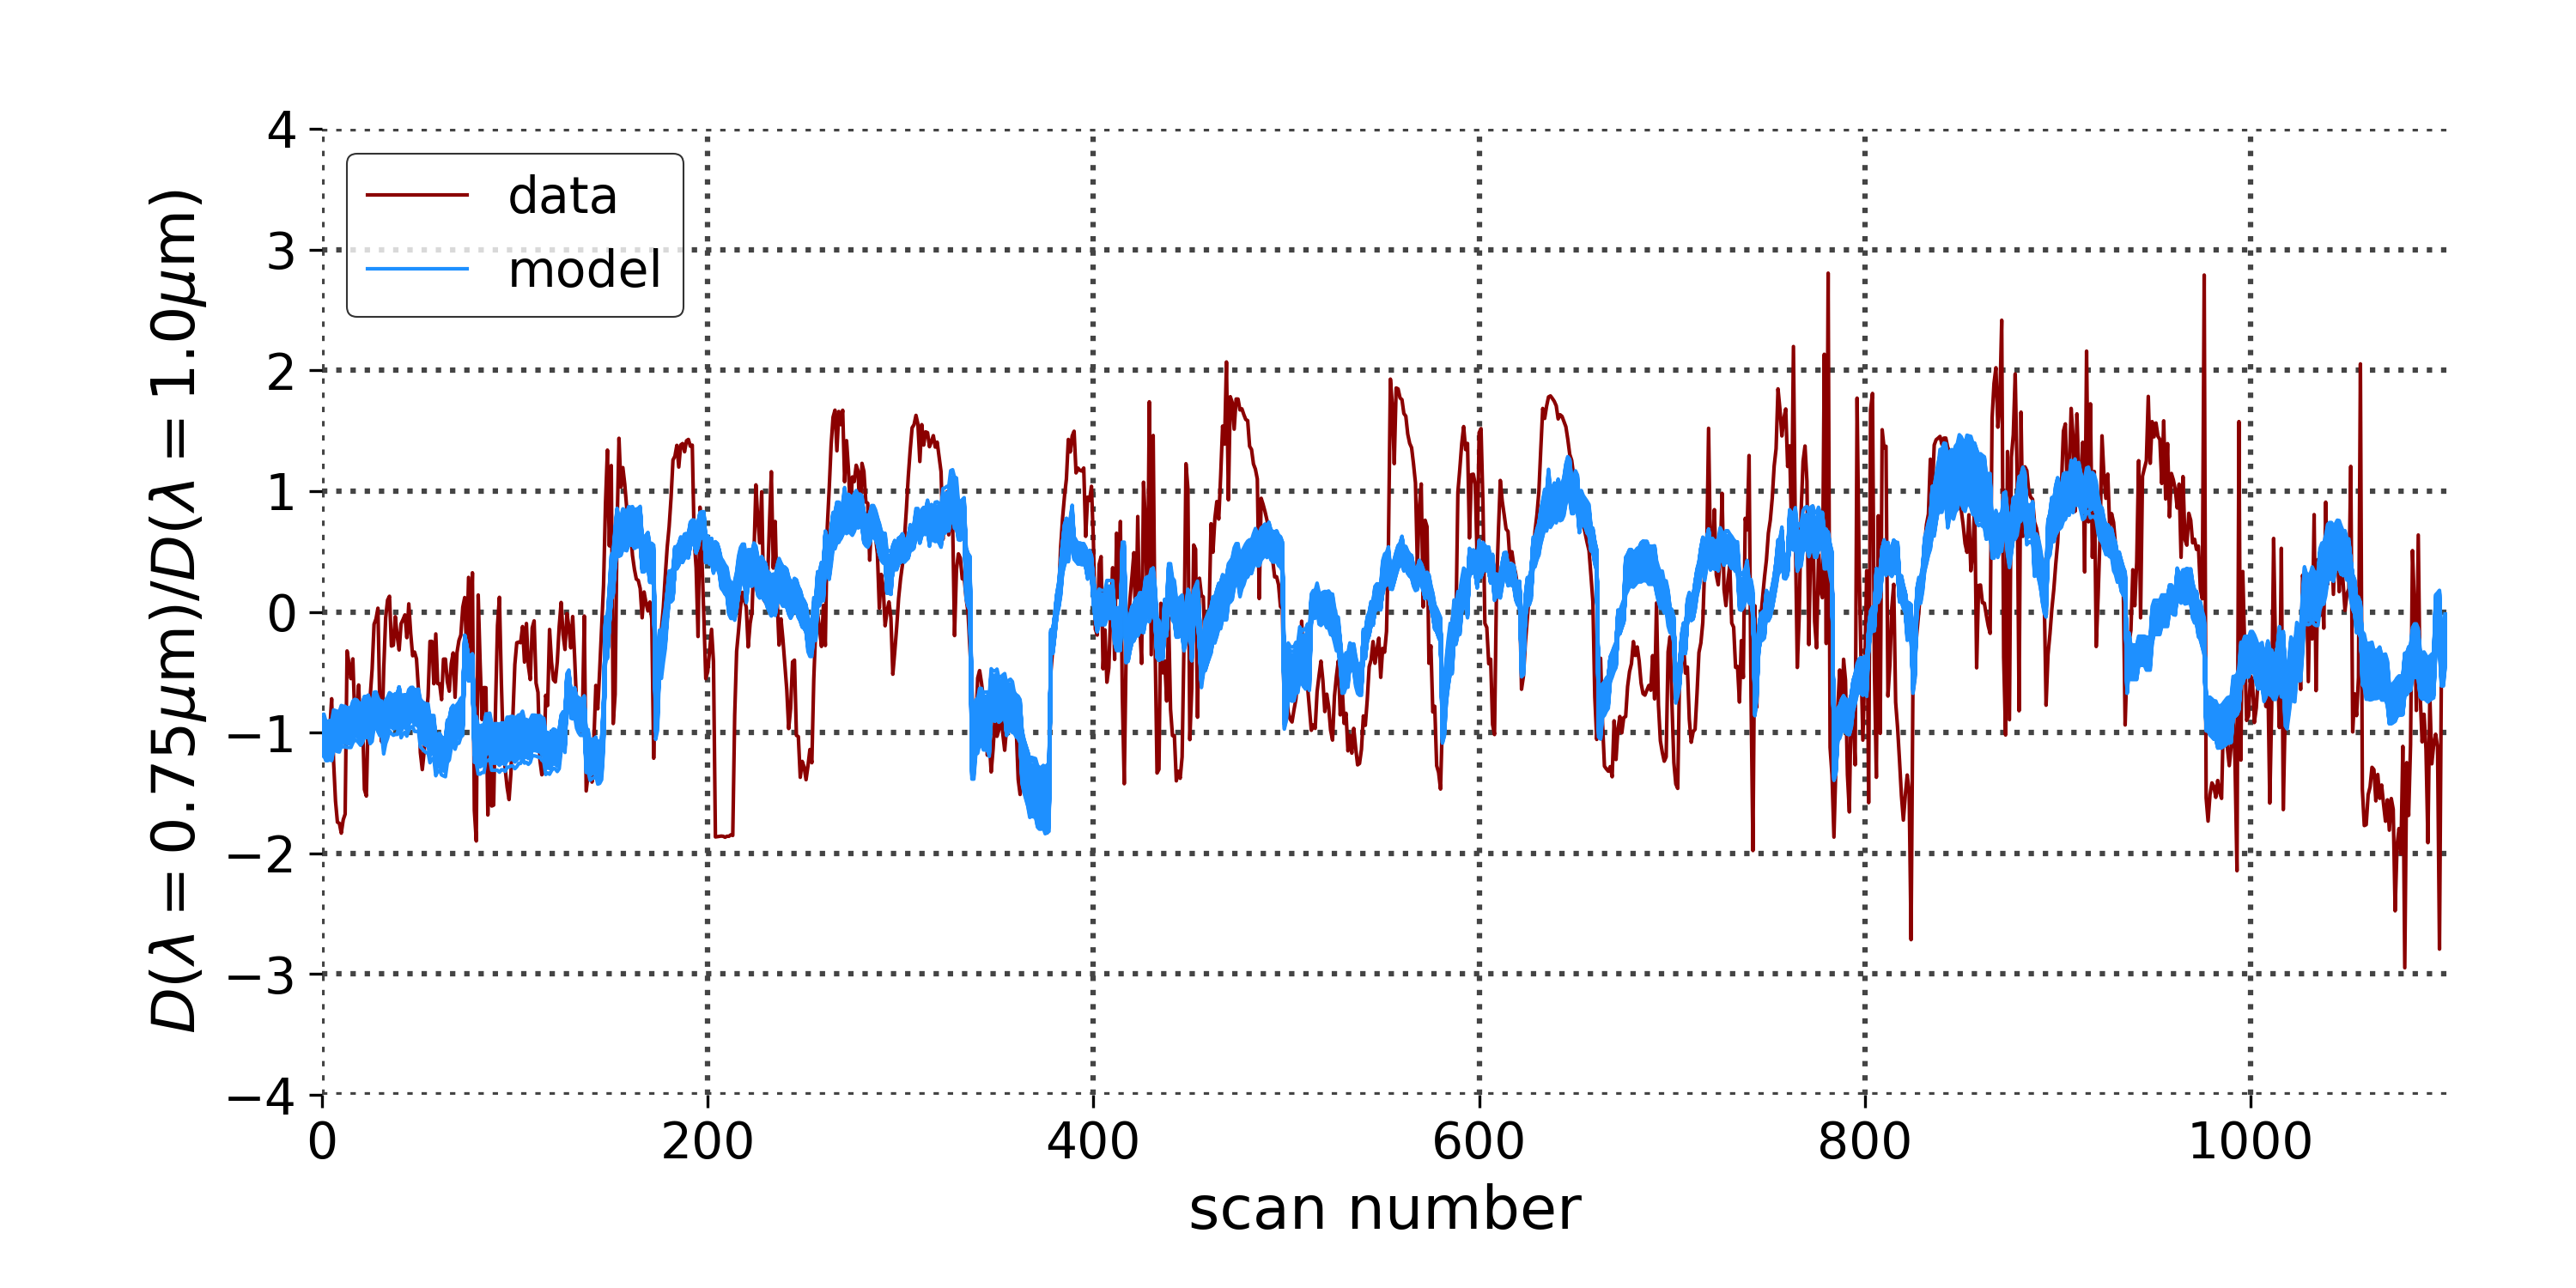 4
3
2
1
0
−1
−2
−3
−4
D(λ = 0.75μm)/D(λ = 1.0μm)
data
model
0 200 400 600 800 1000
scan number